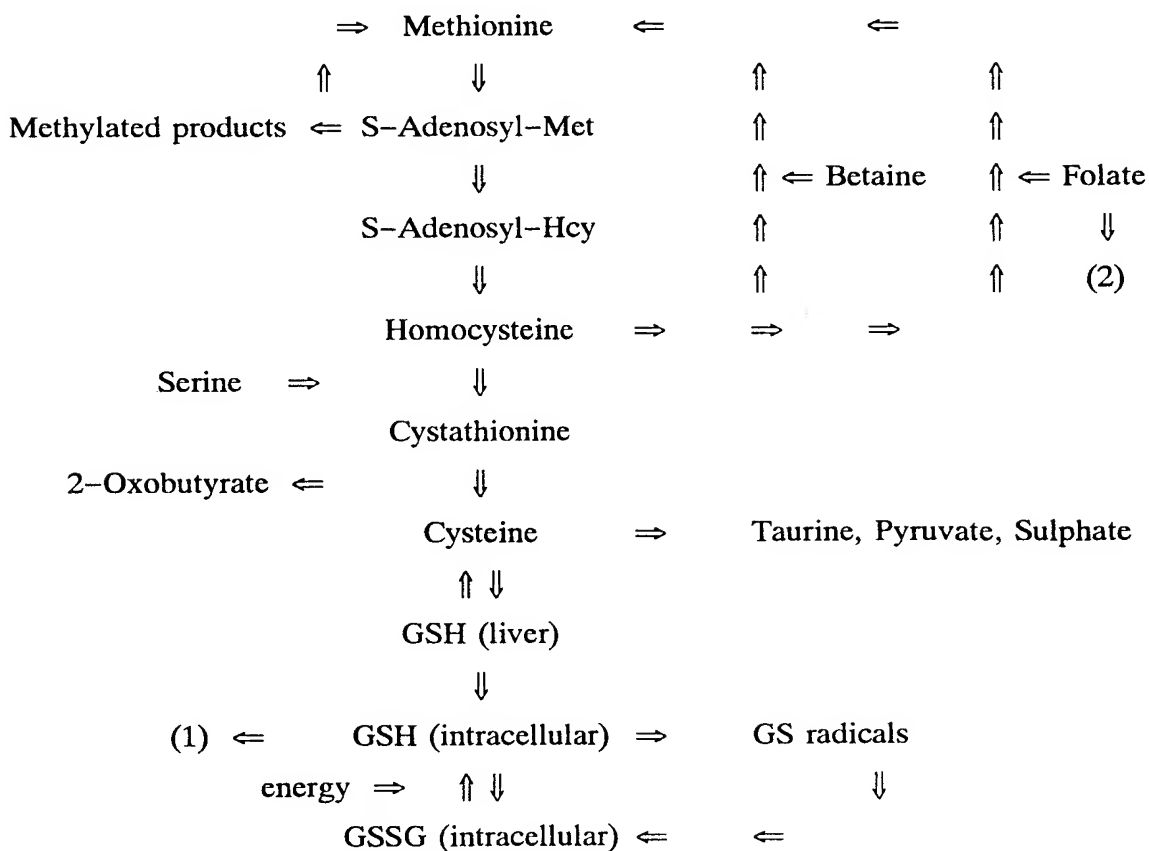 ⇒ Methionine ⇐ ⇐
⇑ ⇓ ⇑ ⇑
Methylated products ⇐ S–Adenosyl–Met ⇑ ⇑
⇓ ⇑ ⇐ Betaine ⇑ ⇐ Folate
S–Adenosyl–Hcy ⇑ ⇑ ⇓
⇓ ⇑ ⇑ (2)
Homocysteine ⇒ ⇒ ⇒
Serine ⇒ ⇓
Cystathionine
2–Oxobutyrate ⇐ ⇓
Cysteine ⇒ Taurine, Pyruvate, Sulphate
⇑ ⇓
GSH (liver)
⇓
(1) ⇐ GSH (intracellular) ⇒ GS radicals
energy ⇒ ⇑ ⇓ ⇓
GSSG (intracellular) ⇐ ⇐